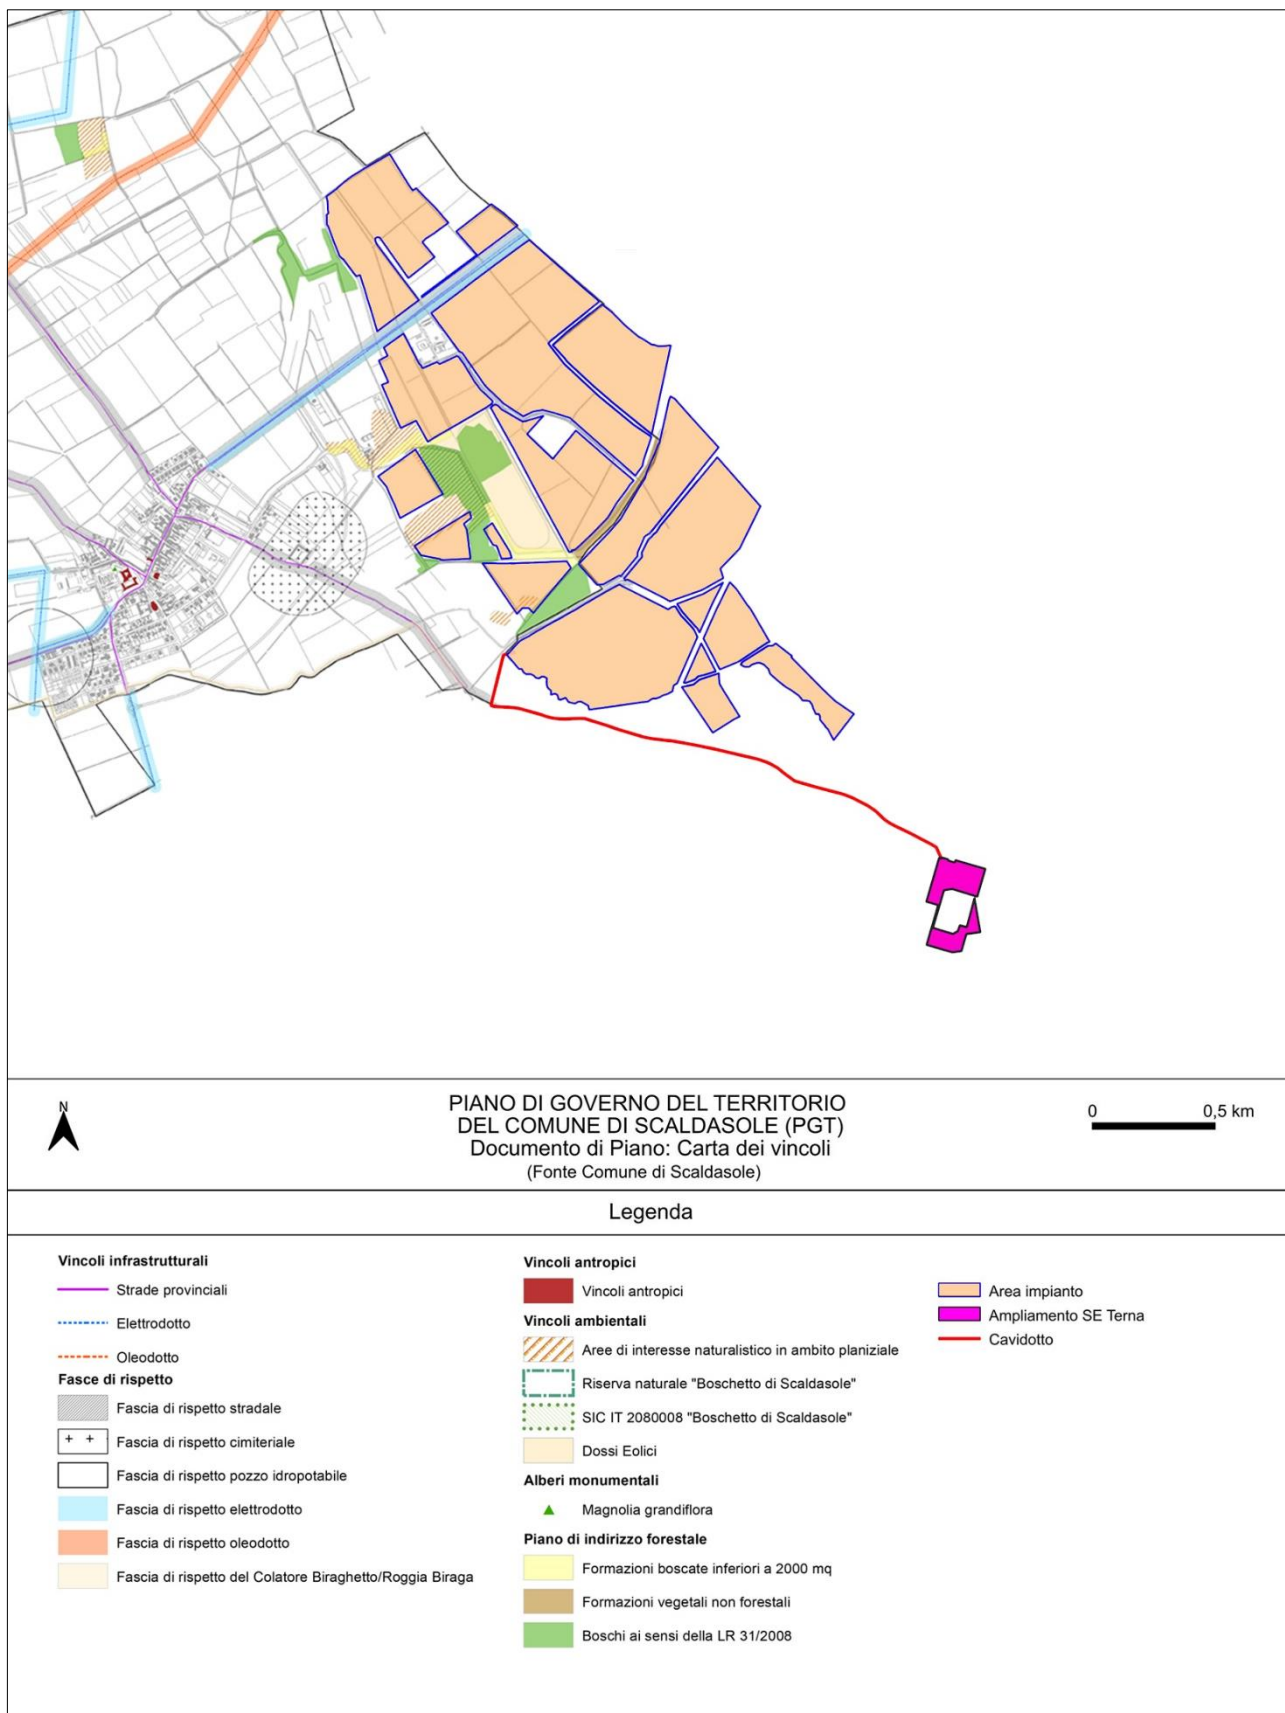 N
PIANO DI GOVERNO DEL TERRITORIO
DEL COMUNE DI SCALDASOLE (PGT)
Documento di Piano: Carta dei vincoli
(Fonte Comune di Scaldasole)
0 0,5 km
Legenda
Vincoli infrastrutturali
Strade provinciali
Elettrodotto
Oleodotto
Fasce di rispetto
Fascia di rispetto stradale
Fascia di rispetto cimiteriale
Fascia di rispetto pozzo idropotabile
Fascia di rispetto elettrodotto
Fascia di rispetto oleodotto
Fascia di rispetto del Colatore Biraghetto/Roggia Biraga
Vincoli antropici
Vincoli antropici
Vincoli ambientali
Aree di interesse naturalistico in ambito planiziale
Riserva naturale "Boschetto di Scaldasole"
SIC IT 2080008 "Boschetto di Scaldasole"
Dossi Eolici
Alberi monumentali
Magnolia grandiflora
Piano di indirizzo forestale
Formazioni boscate inferiori a 2000 mq
Formazioni vegetali non forestali
Boschi ai sensi della LR 31/2008
Area impianto
Ampliamento SE Terna
Cavidotto